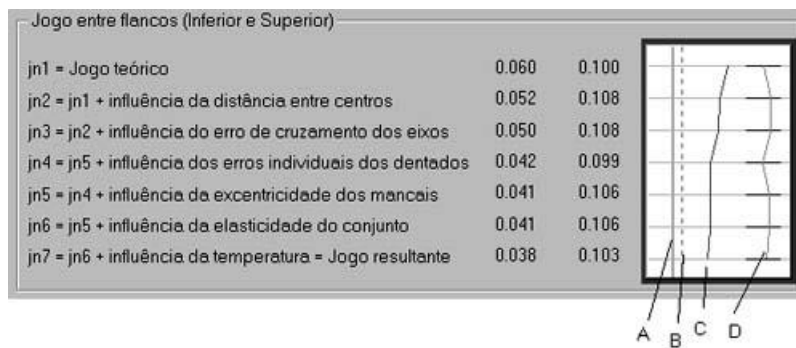 Jogo entre flancos (Inferior e Superior)
jn1 = Jogo teórico 0.060 0.100
jn2 = jn1 + influência da distância entre centros 0.052 0.108
jn3 = jn2 + influência do erro de cruzamento dos eixos 0.050 0.108
jn4 = jn5 + influência dos erros individuais dos dentados 0.042 0.099
jn5 = jn4 + influência da excentricidade dos mancais 0.041 0.106
jn6 = jn5 + influência da elasticidade do conjunto 0.041 0.106
jn7 = jn6 + influência da temperatura = Jogo resultante 0.038 0.103
A B C D